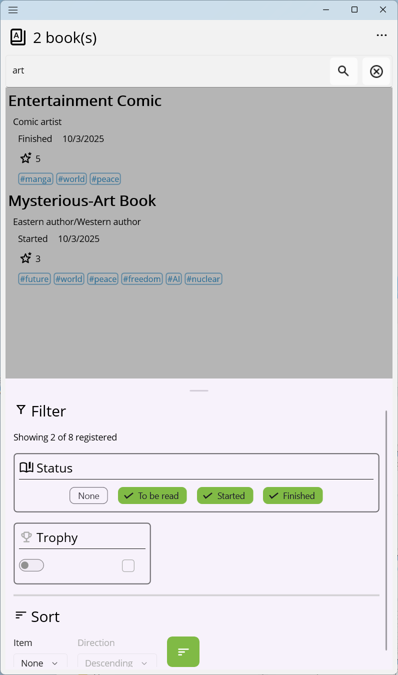 2 book(s)
art
Entertainment Comic
Comic artist
Finished 10/3/2025
5
#manga #world #peace
Mysterious-Art Book
Eastern author/Western author
Started 10/3/2025
3
#future #world #peace #freedom #AI #nuclear
Filter
Showing 2 of 8 registered
Status
None To be read Started Finished
Trophy
Sort
Item Direction
None Descending